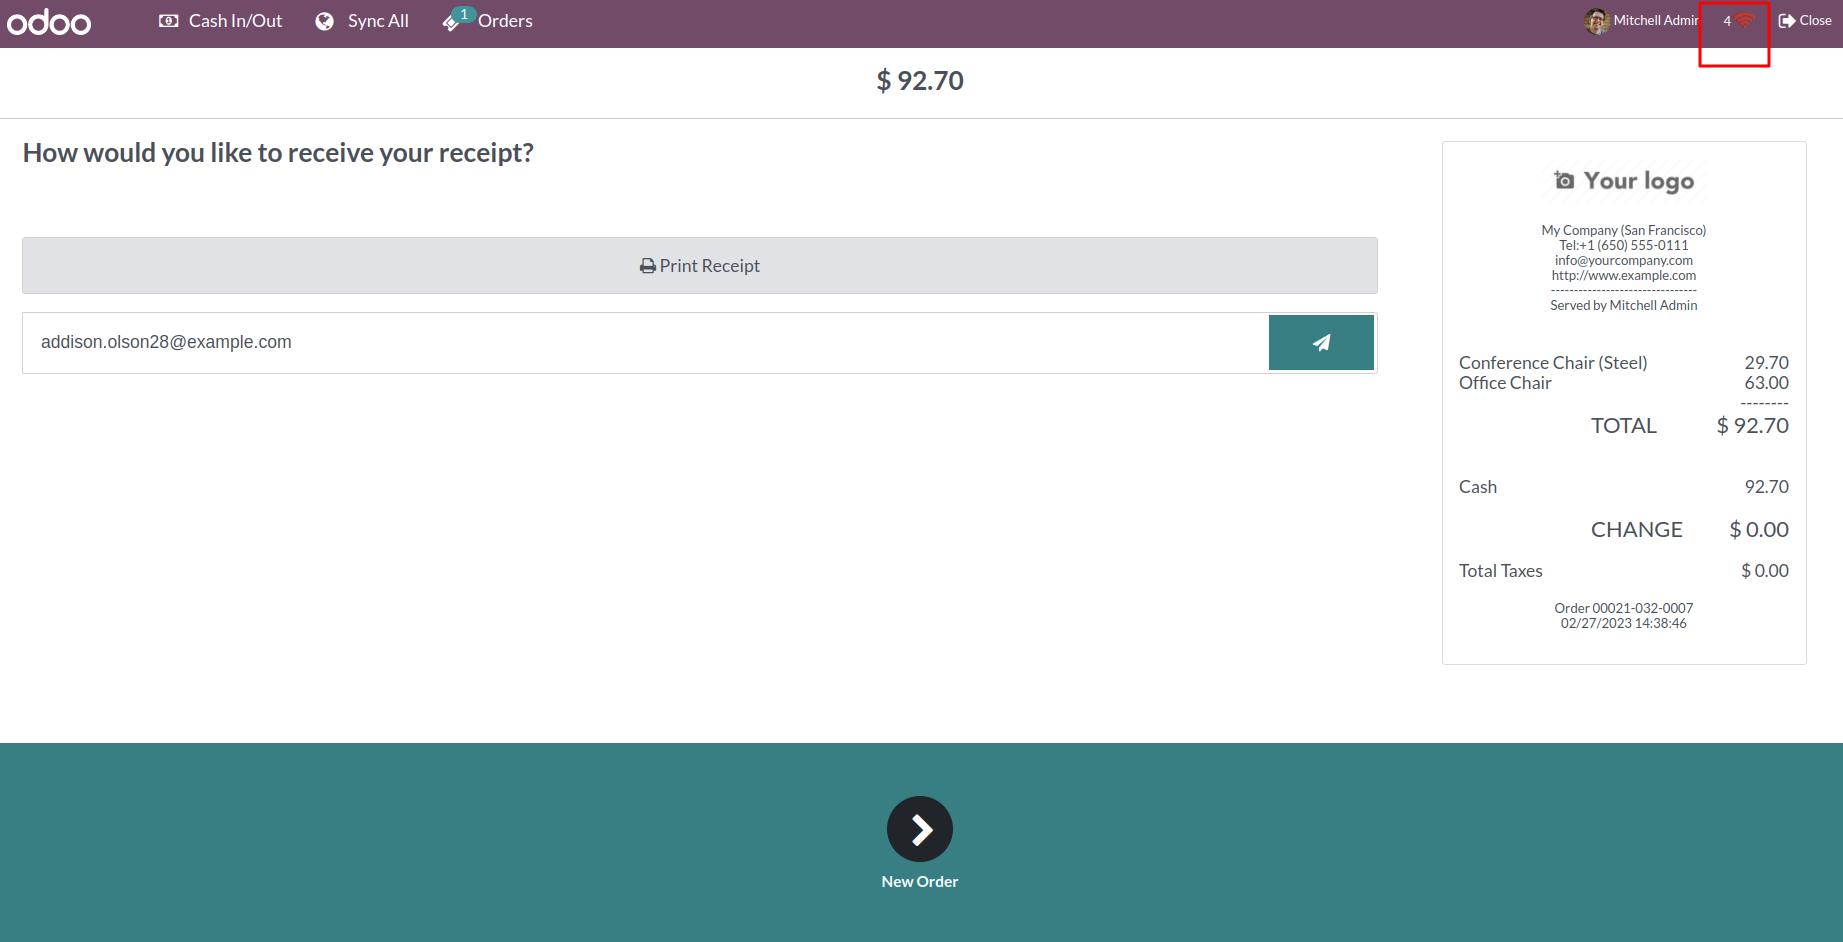 odoo Cash In/Out Sync All 1 Orders Mitchell Admin 4 Close
$ 92.70
How would you like to receive your receipt?
Print Receipt
addison.olson28@example.com
Your logo
My Company (San Francisco)
Tel:+1 (650) 555-0111
info@yourcompany.com
http://www.example.com
--------------------------------
Served by Mitchell Admin
Conference Chair (Steel) 29.70
Office Chair 63.00
--------
TOTAL $ 92.70
Cash 92.70
CHANGE $ 0.00
Total Taxes $ 0.00
Order 00021-032-0007
02/27/2023 14:38:46
New Order